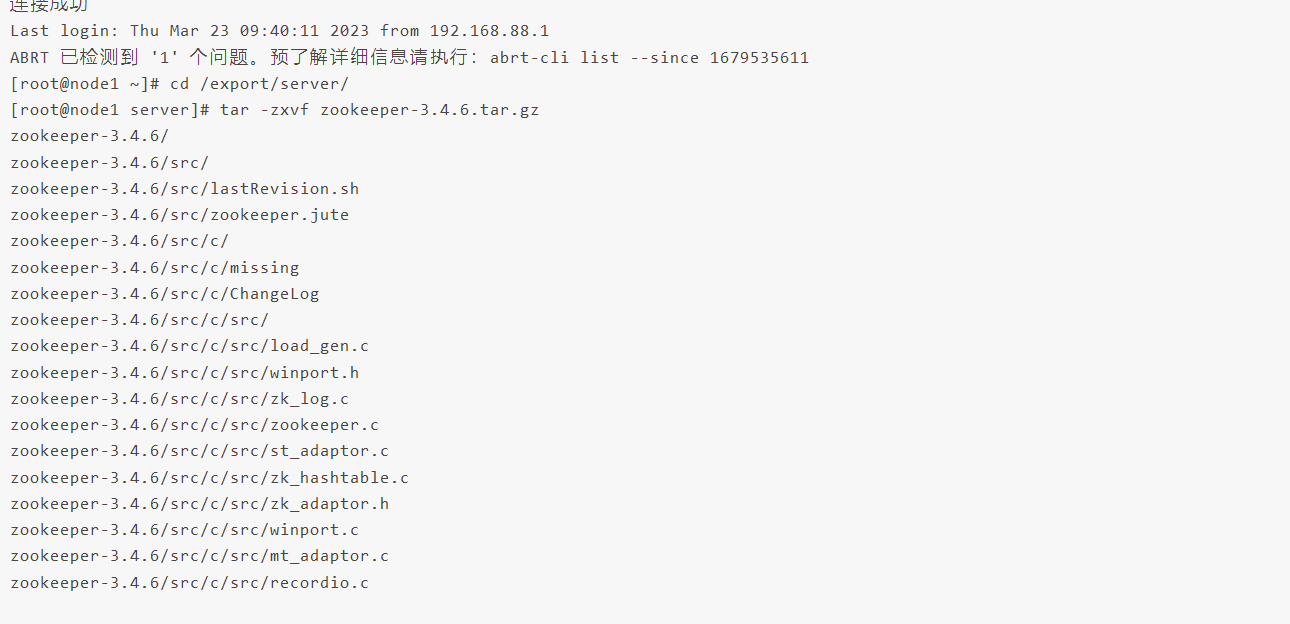 连接成功
Last login: Thu Mar 23 09:40:11 2023 from 192.168.88.1
ABRT 已检测到 '1' 个问题。预了解详细信息请执行：abrt-cli list --since 1679535611
[root@node1 ~]# cd /export/server/
[root@node1 server]# tar -zxvf zookeeper-3.4.6.tar.gz
zookeeper-3.4.6/
zookeeper-3.4.6/src/
zookeeper-3.4.6/src/lastRevision.sh
zookeeper-3.4.6/src/zookeeper.jute
zookeeper-3.4.6/src/c/
zookeeper-3.4.6/src/c/missing
zookeeper-3.4.6/src/c/ChangeLog
zookeeper-3.4.6/src/c/src/
zookeeper-3.4.6/src/c/src/load_gen.c
zookeeper-3.4.6/src/c/src/winport.h
zookeeper-3.4.6/src/c/src/zk_log.c
zookeeper-3.4.6/src/c/src/zookeeper.c
zookeeper-3.4.6/src/c/src/st_adaptor.c
zookeeper-3.4.6/src/c/src/zk_hashtable.c
zookeeper-3.4.6/src/c/src/zk_adaptor.h
zookeeper-3.4.6/src/c/src/winport.c
zookeeper-3.4.6/src/c/src/mt_adaptor.c
zookeeper-3.4.6/src/c/src/recordio.c